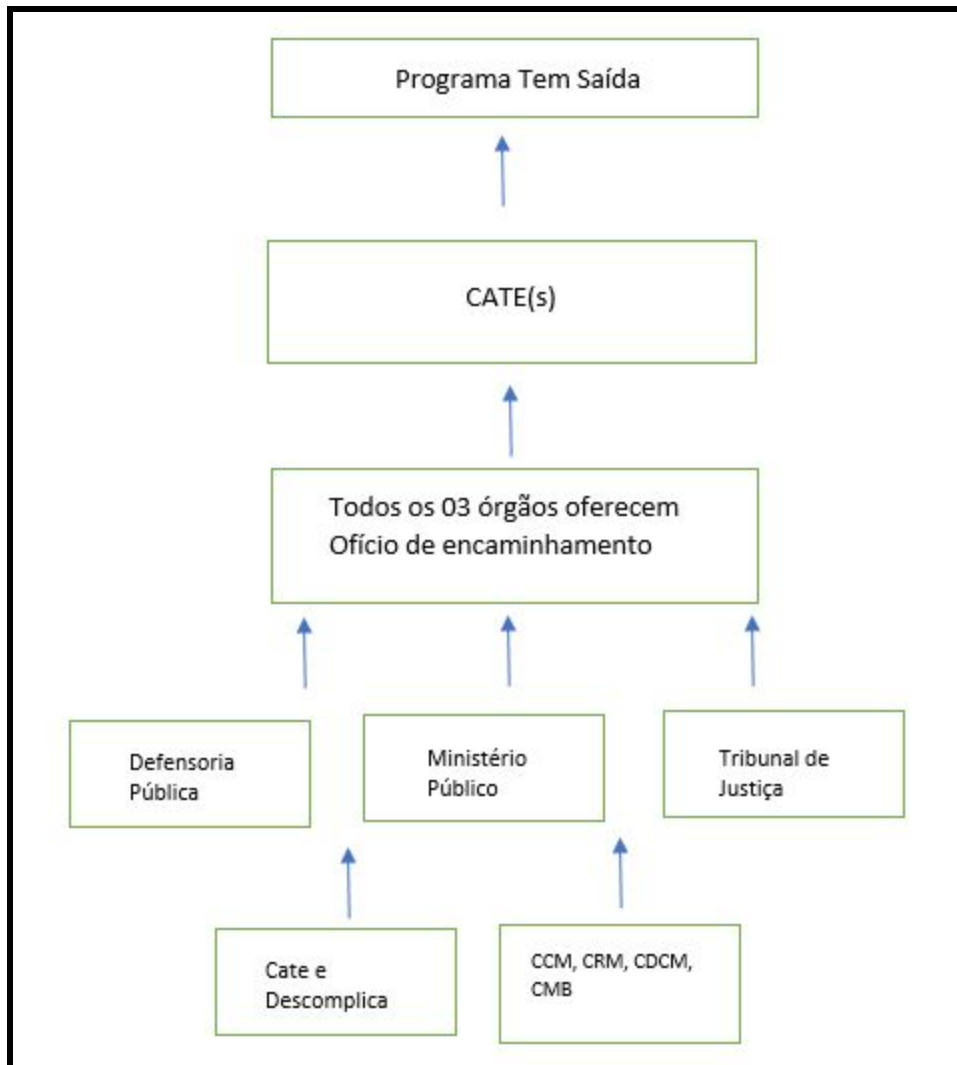 Programa Tem Saída
CATE(s)
Todos os 03 órgãos oferecem
Ofício de encaminhamento
Defensoria
Pública
Ministério
Público
Tribunal de
Justiça
Cate e
Descomplica
CCM, CRM, CDCM,
CMB